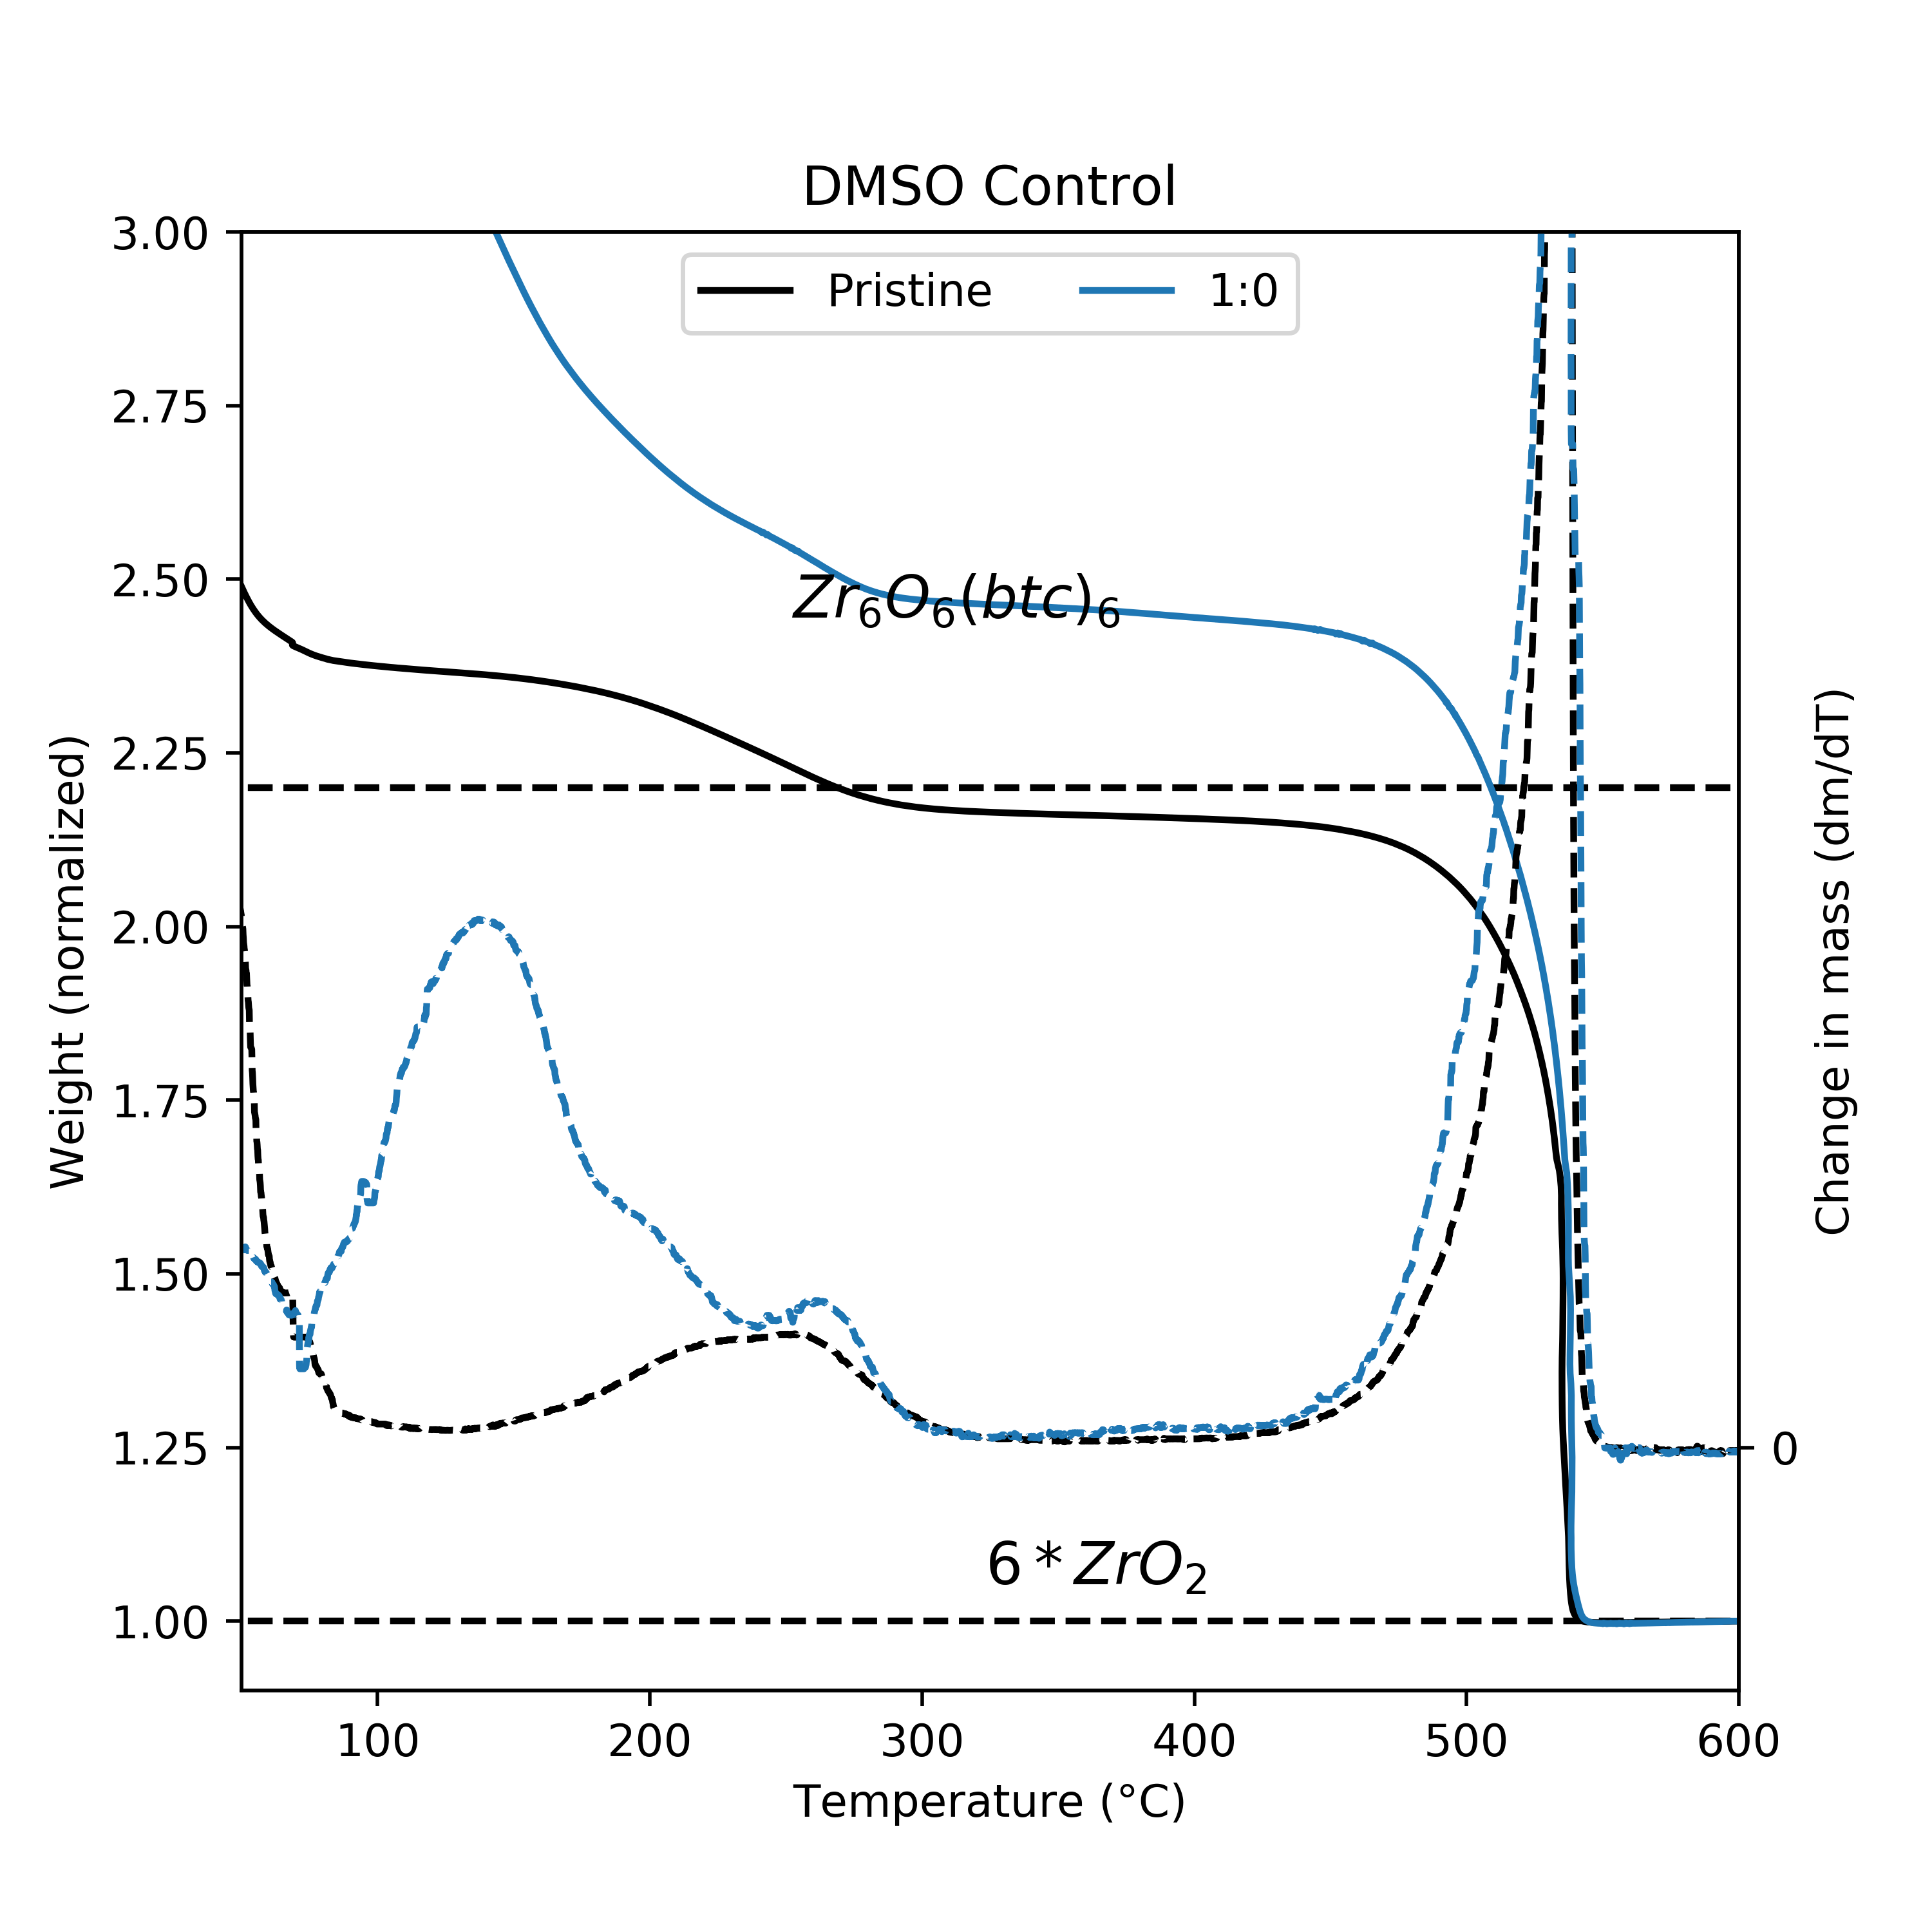 DMSO Control
Pristine 1:0
3.00
2.75
2.50
2.25
2.00
1.75
1.50
1.25
1.00
Weight (normalized)
Zr₆O₆(btc)₆
6 * ZrO₂
0
Change in mass (dm/dT)
100 200 300 400 500 600
Temperature (°C)